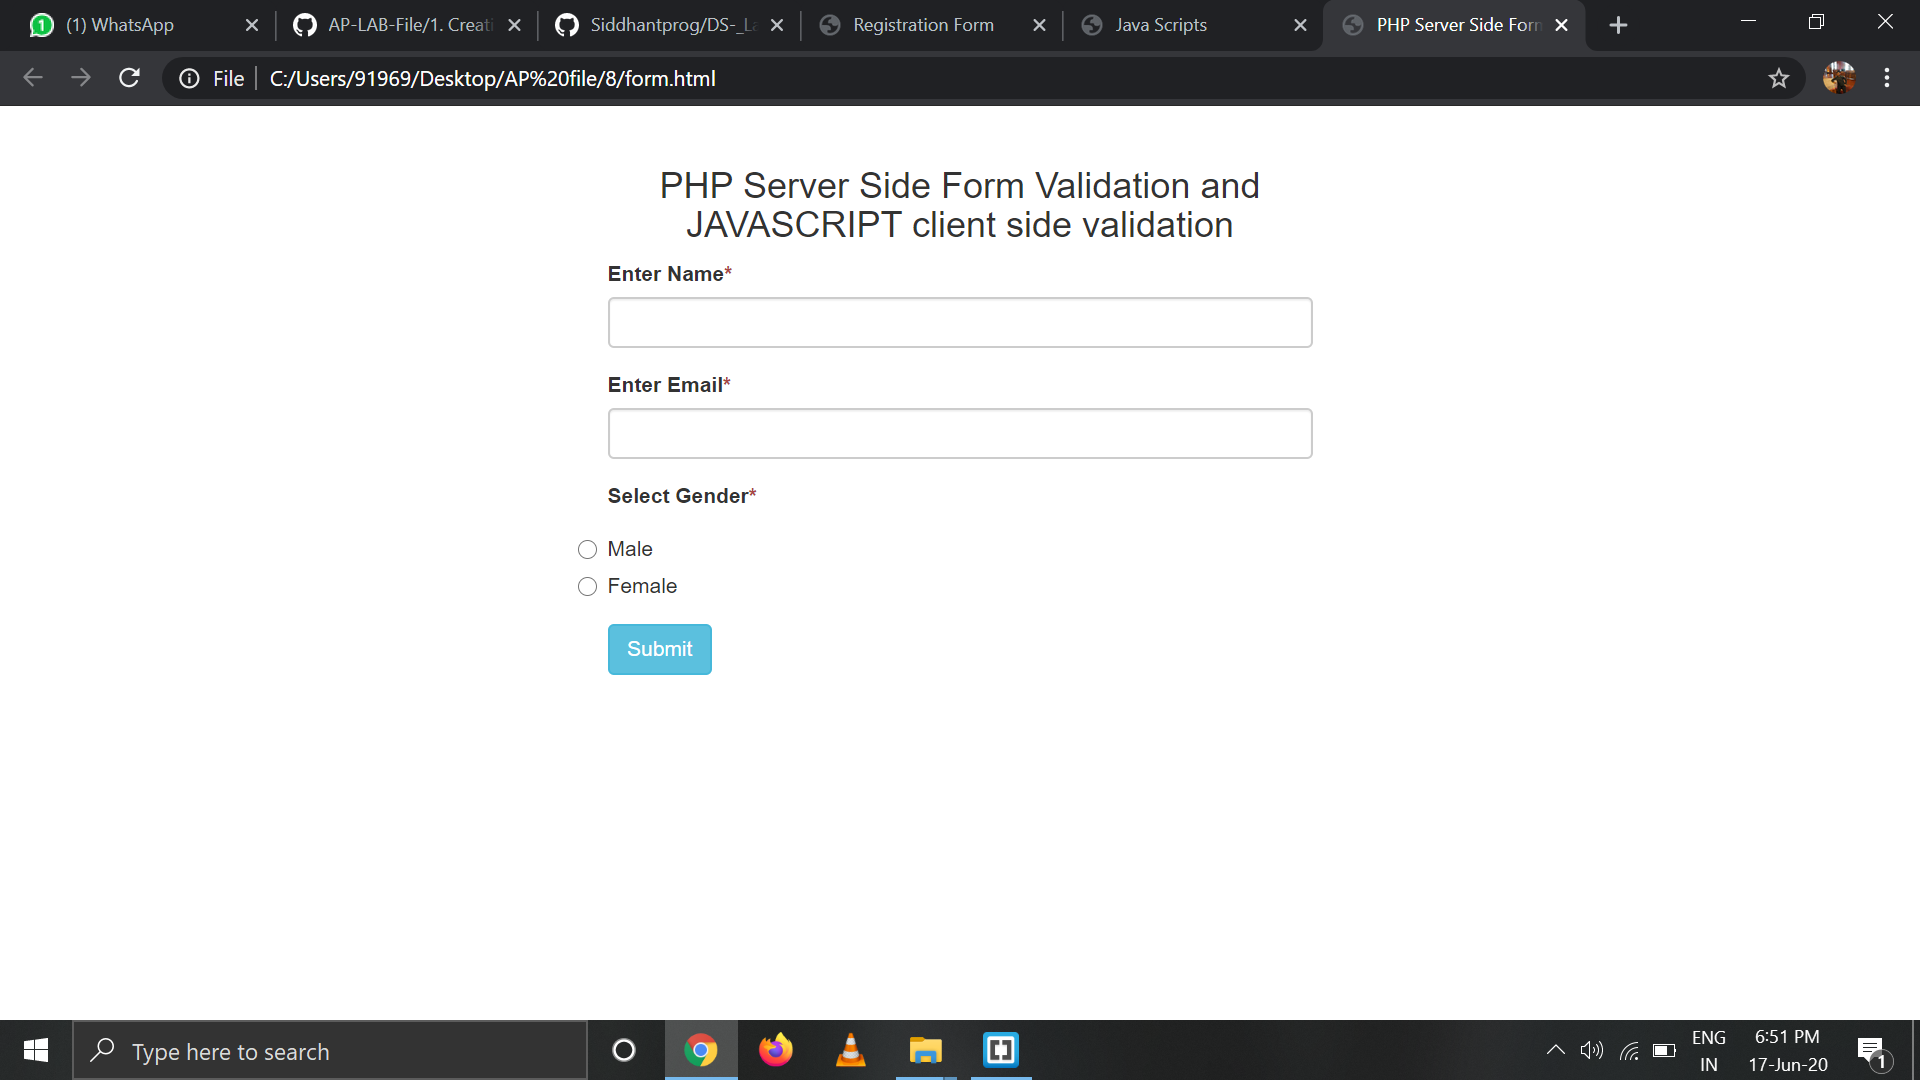 (1) WhatsApp
AP-LAB-File/1. Creati
Siddhantprog/DS-_La
Registration Form
Java Scripts
PHP Server Side Form
File
C:/Users/91969/Desktop/AP%20file/8/form.html
PHP Server Side Form Validation and
JAVASCRIPT client side validation
Enter Name*
Enter Email*
Select Gender*
Male
Female
Submit
Type here to search
ENG
IN
6:51 PM
17-Jun-20
1